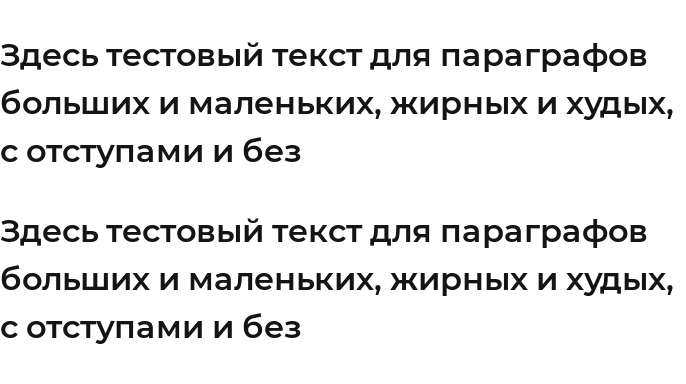 Здесь тестовый текст для параграфов
больших и маленьких, жирных и худых,
с отступами и без
Здесь тестовый текст для параграфов
больших и маленьких, жирных и худых,
с отступами и без